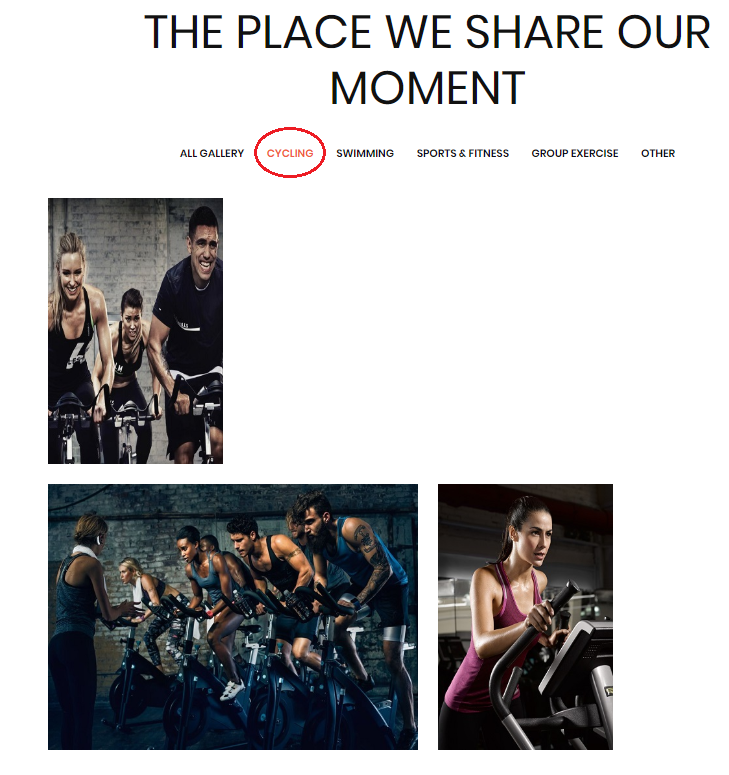 THE PLACE WE SHARE OUR
MOMENT
ALL GALLERY CYCLING SWIMMING SPORTS & FITNESS GROUP EXERCISE OTHER